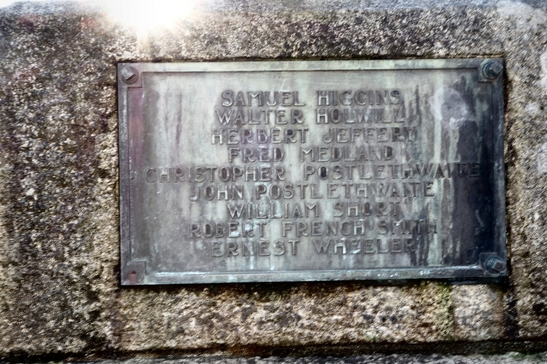 SAMUEL HIGGINS
WALTER HOLWILL
HERBERT JEFFERY
FRED MEDLAND
CHRISTOPHER POSTLETHWAITE
JOHN POSTLETHWAITE
WILLIAM SHORT
ROBERT FRENCH SMITH
ERNEST WHEELER